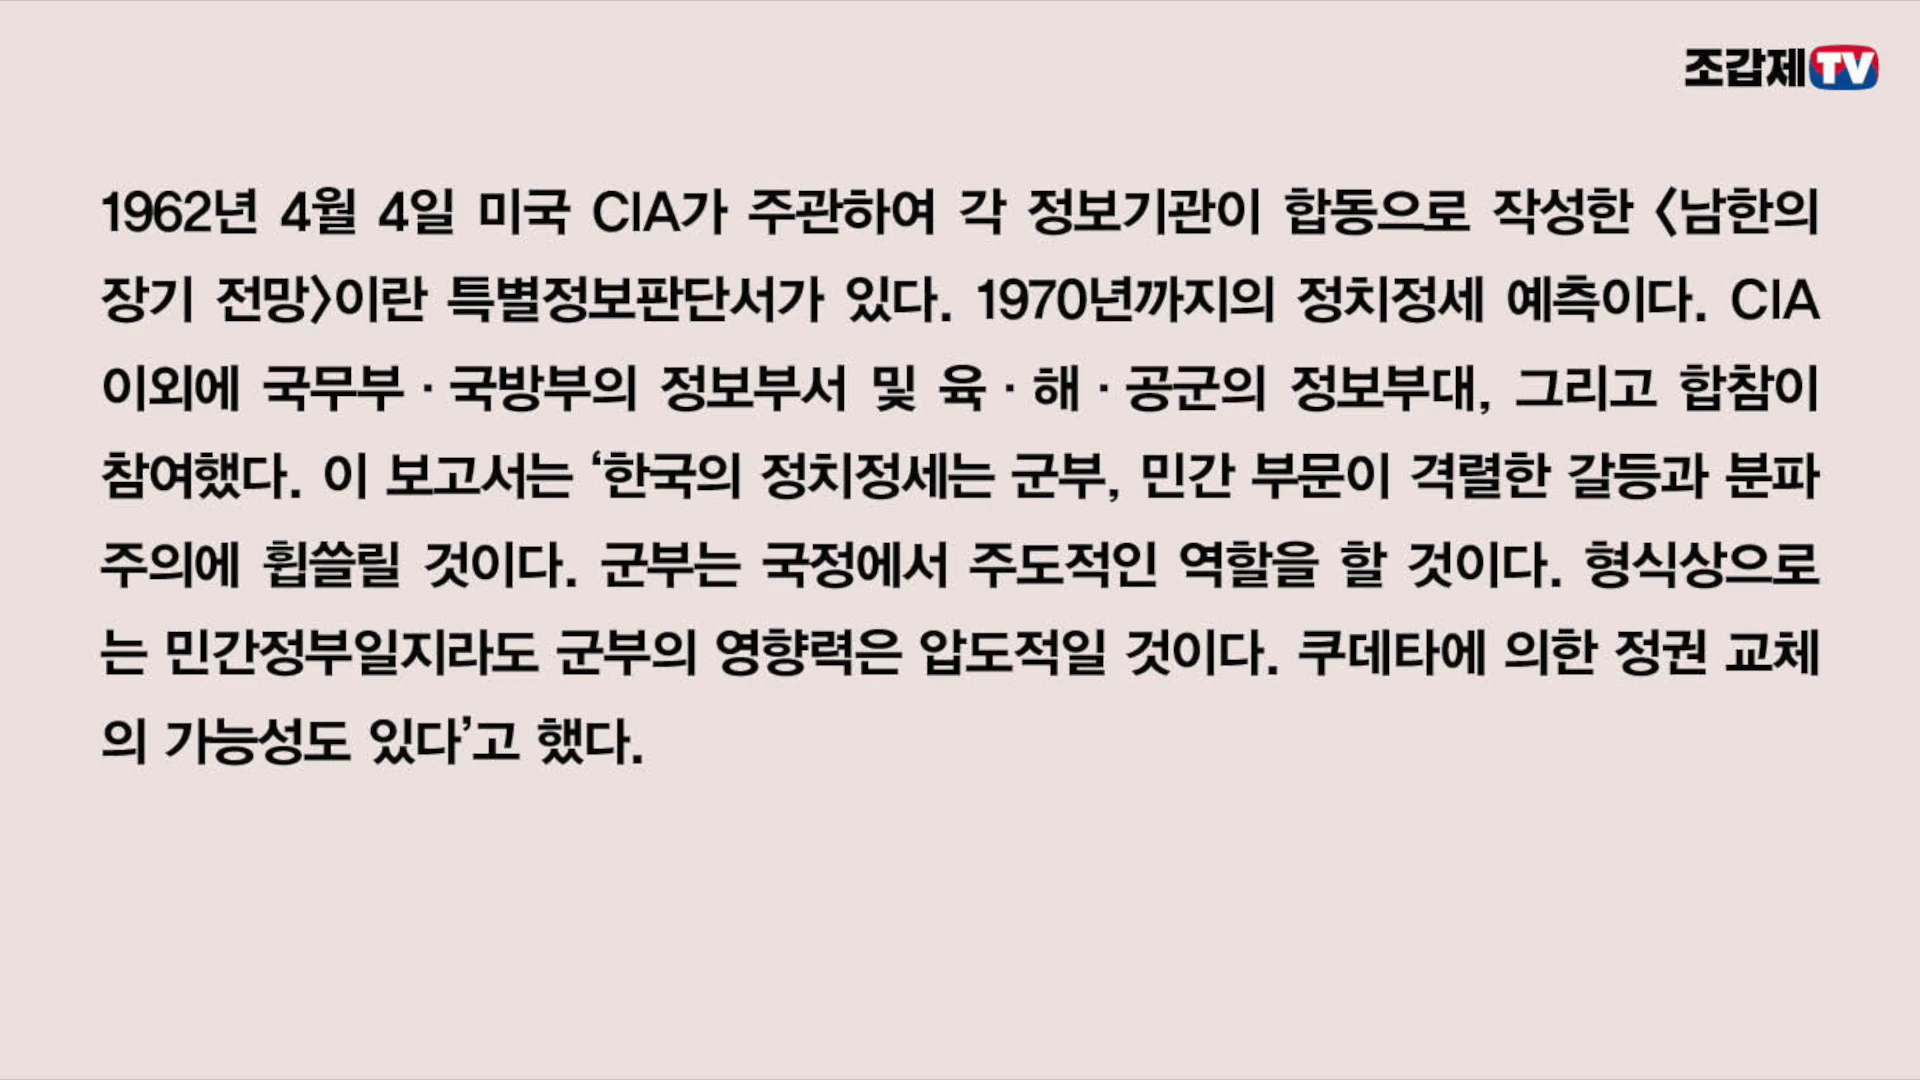 조갑제TV
1962년 4월 4일 미국 CIA가 주관하여 각 정보기관이 합동으로 작성한 〈남한의
장기 전망〉이란 특별정보판단서가 있다. 1970년까지의 정치정세 예측이다. CIA
이외에 국무부·국방부의 정보부서 및 육·해·공군의 정보부대, 그리고 합참이
참여했다. 이 보고서는 ‘한국의 정치정세는 군부, 민간 부문이 격렬한 갈등과 분파
주의에 휩쓸릴 것이다. 군부는 국정에서 주도적인 역할을 할 것이다. 형식상으로
는 민간정부일지라도 군부의 영향력은 압도적일 것이다. 쿠데타에 의한 정권 교체
의 가능성도 있다’고 했다.